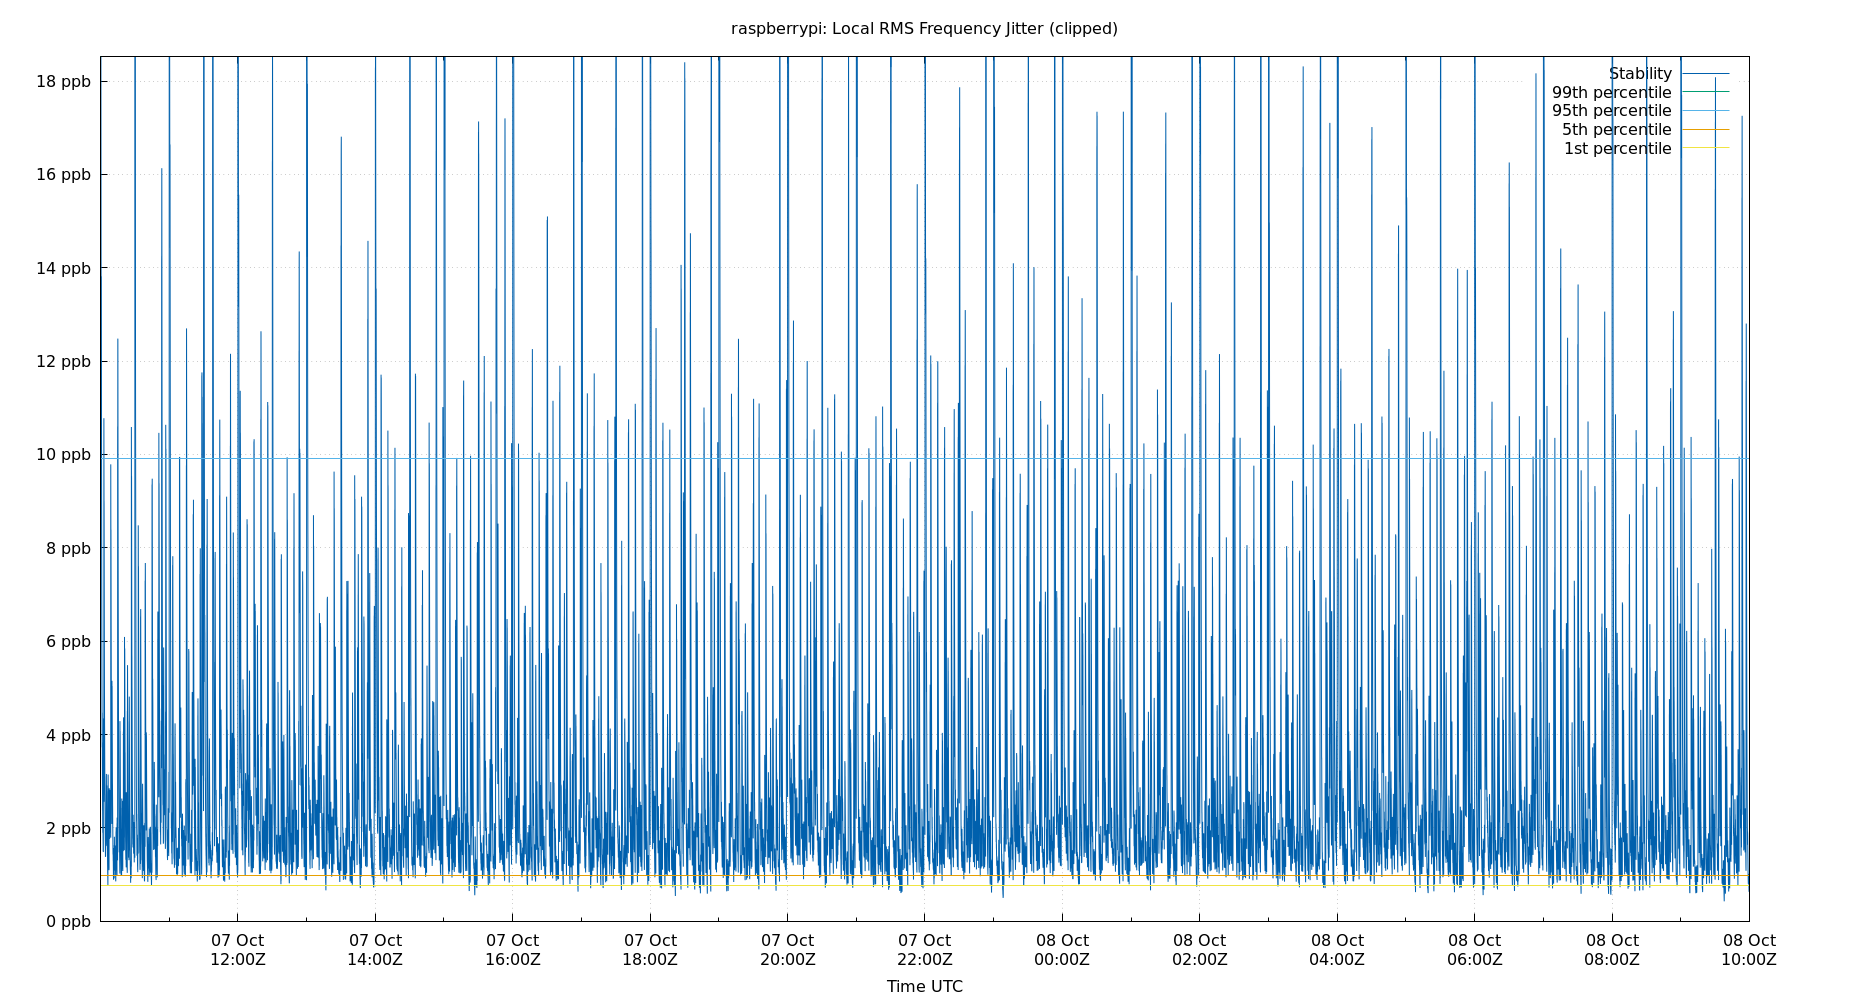 raspberrypi: Local RMS Frequency Jitter (clipped)
18 ppb
16 ppb
14 ppb
12 ppb
10 ppb
8 ppb
6 ppb
4 ppb
2 ppb
0 ppb
Stability
99th percentile
95th percentile
5th percentile
1st percentile
07 Oct 07 Oct 07 Oct 07 Oct 07 Oct 07 Oct 08 Oct 08 Oct 08 Oct 08 Oct 08 Oct 08 Oct
12:00Z 14:00Z 16:00Z 18:00Z 20:00Z 22:00Z 00:00Z 02:00Z 04:00Z 06:00Z 08:00Z 10:00Z
Time UTC